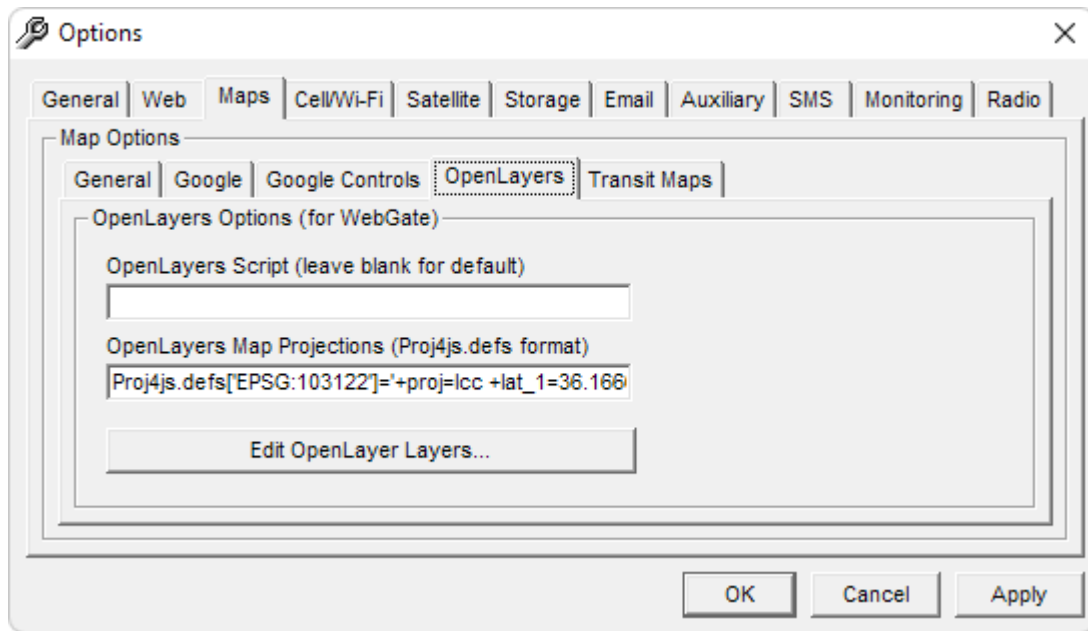 Options
General Web Maps Cell/Wi-Fi Satellite Storage Email Auxiliary SMS Monitoring Radio
Map Options
General Google Google Controls OpenLayers Transit Maps
OpenLayers Options (for WebGate)
OpenLayers Script (leave blank for default)
OpenLayers Map Projections (Proj4js.defs format)
Proj4js.defs["EPSG:103122"]='+proj=lcc +lat_1=36.166
Edit OpenLayer Layers...
OK Cancel Apply